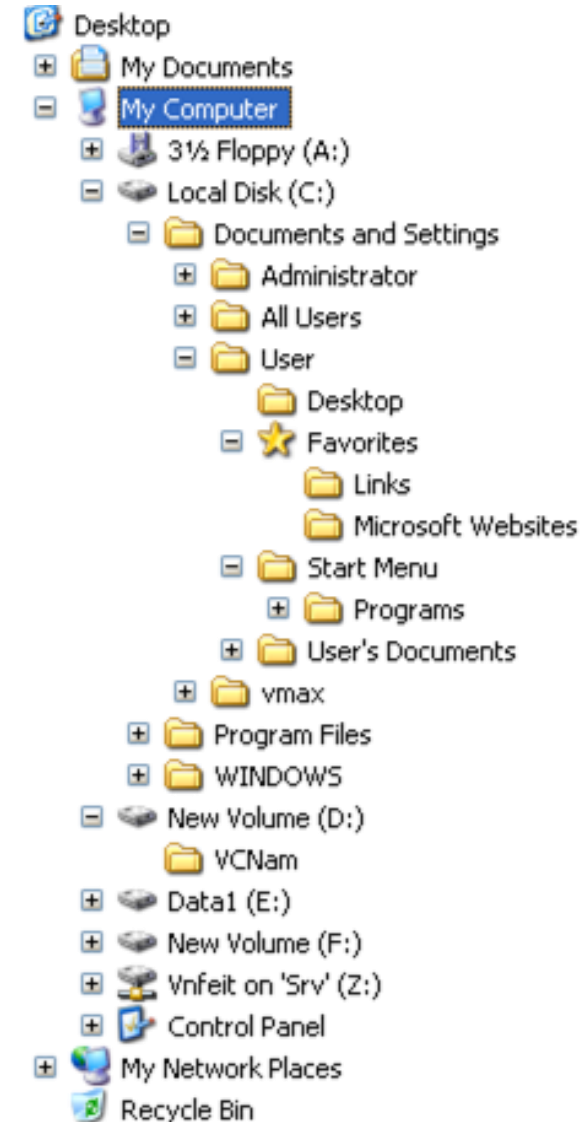 Desktop
My Documents
My Computer
3½ Floppy (A:)
Local Disk (C:)
Documents and Settings
Administrator
All Users
User
Desktop
Favorites
Links
Microsoft Websites
Start Menu
Programs
User's Documents
vmax
Program Files
WINDOWS
New Volume (D:)
VCNam
Data1 (E:)
New Volume (F:)
Vnfeit on 'Srv' (Z:)
Control Panel
My Network Places
Recycle Bin